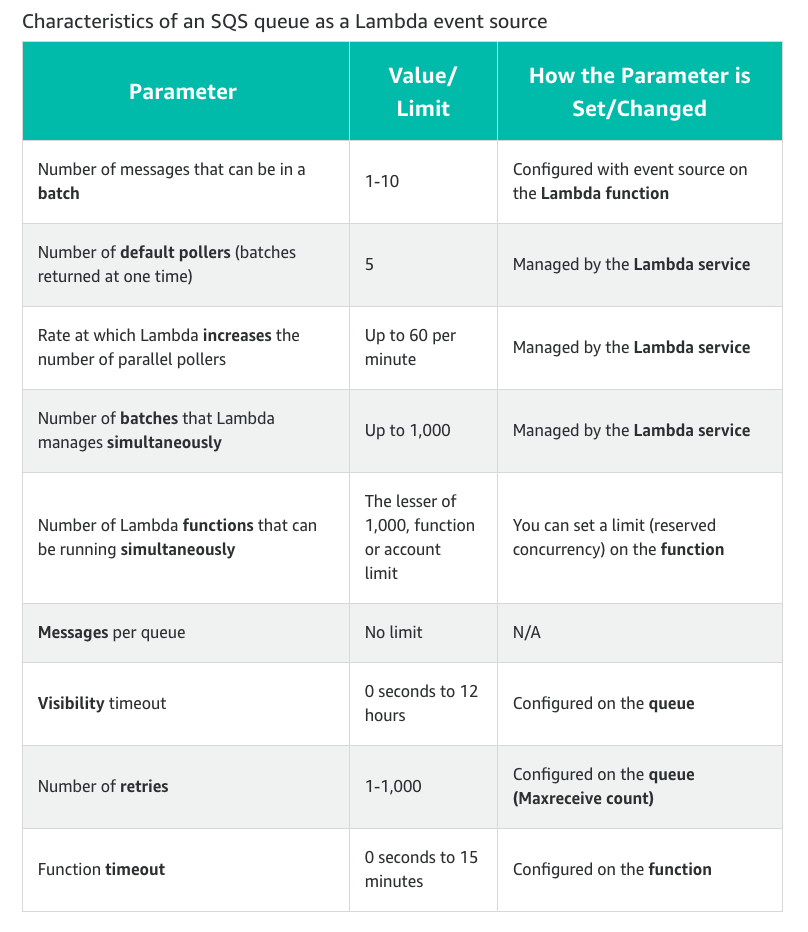 Characteristics of an SQS queue as a Lambda event source
Parameter
Value/
Limit
How the Parameter is
Set/Changed
Number of messages that can be in a
batch
1-10
Configured with event source on
the Lambda function
Number of default pollers (batches
returned at one time)
5
Managed by the Lambda service
Rate at which Lambda increases the
number of parallel pollers
Up to 60 per
minute
Managed by the Lambda service
Number of batches that Lambda
manages simultaneously
Up to 1,000
Managed by the Lambda service
Number of Lambda functions that can
be running simultaneously
The lesser of
1,000, function
or account
limit
You can set a limit (reserved
concurrency) on the function
Messages per queue
No limit
N/A
Visibility timeout
0 seconds to 12
hours
Configured on the queue
Number of retries
1-1,000
Configured on the queue
(Maxreceive count)
Function timeout
0 seconds to 15
minutes
Configured on the function